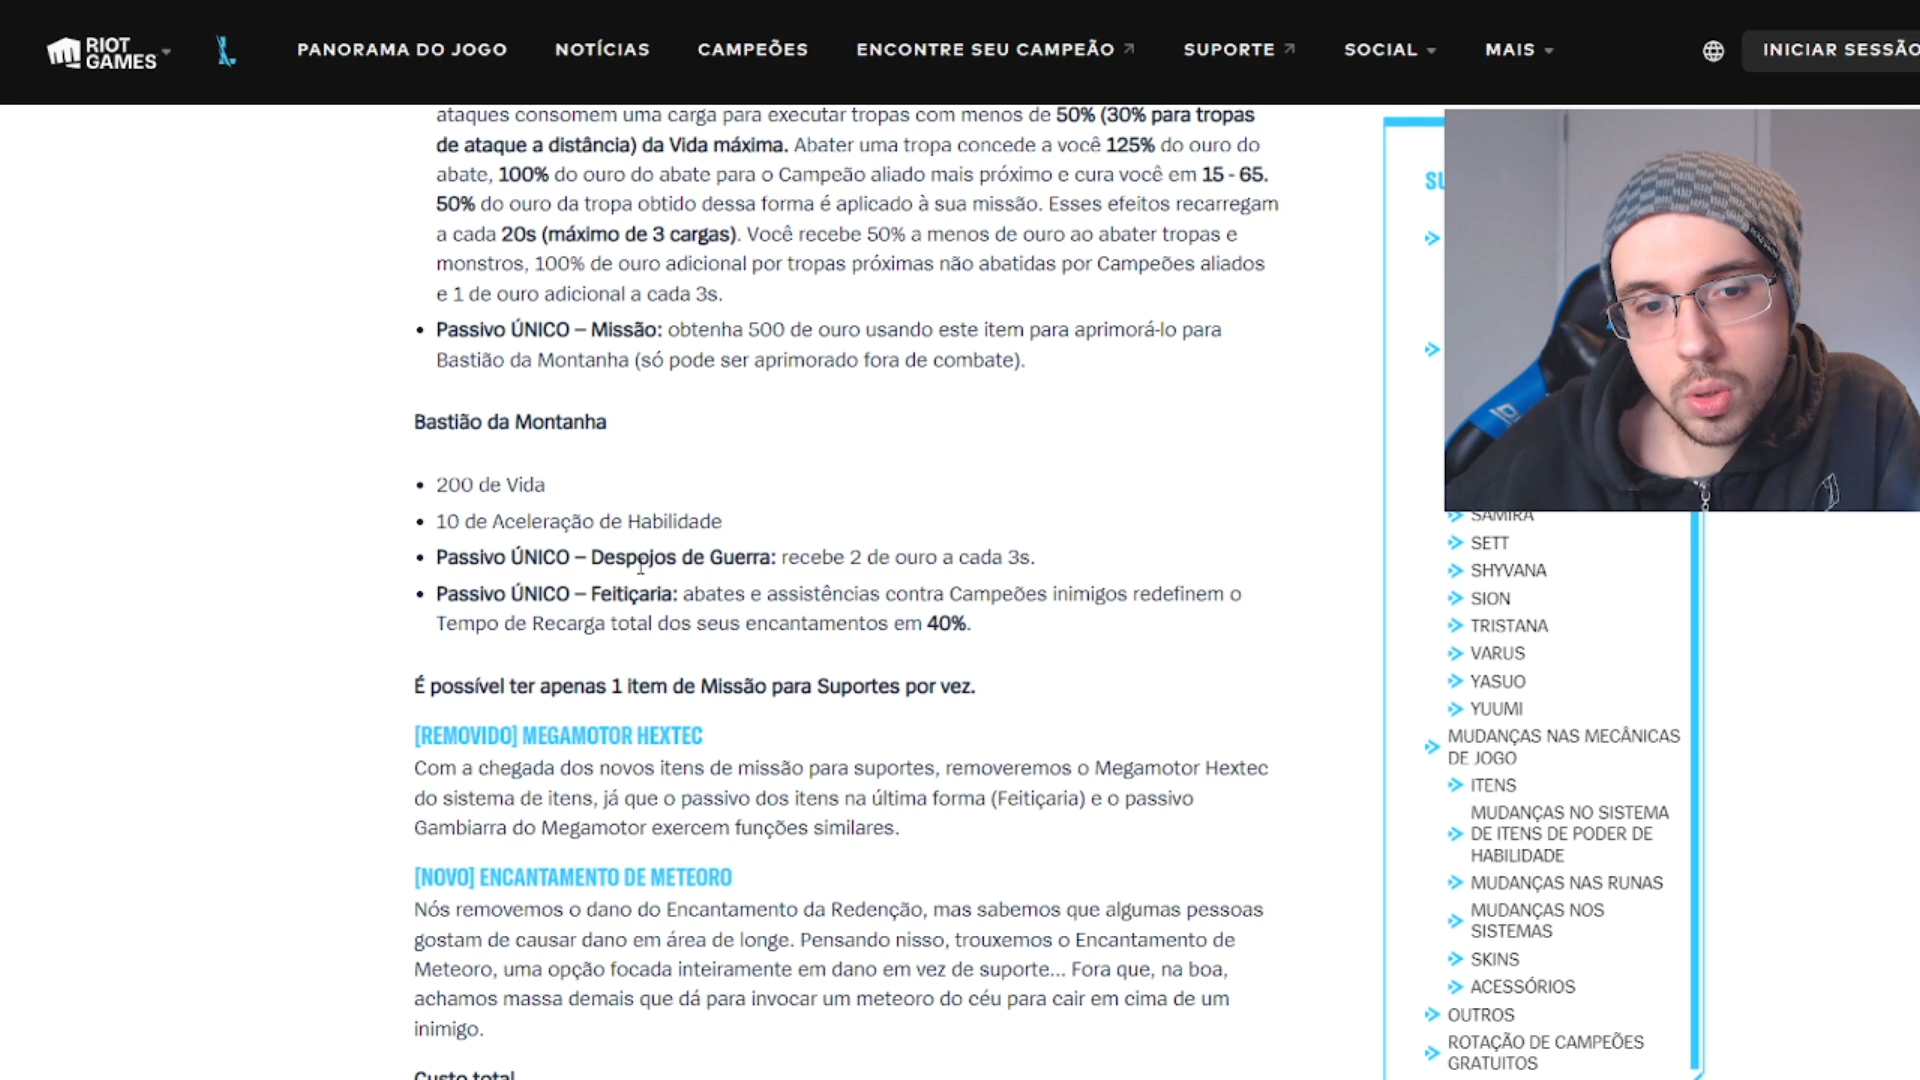 RIOT GAMES
PANORAMA DO JOGO
NOTÍCIAS
CAMPEÕES
ENCONTRE SEU CAMPEÃO
SUPORTE
SOCIAL
MAIS
INICIAR SESSÃO
ataques consomem uma carga para executar tropas com menos de 50% (30% para tropas
de ataque a distância) da Vida máxima. Abater uma tropa concede a você 125% do ouro do
abate, 100% do ouro do abate para o Campeão aliado mais próximo e cura você em 15 - 65.
50% do ouro da tropa obtido dessa forma é aplicado à sua missão. Esses efeitos recarregam
a cada 20s (máximo de 3 cargas). Você recebe 50% a menos de ouro ao abater tropas e
monstros, 100% de ouro adicional por tropas próximas não abatidas por Campeões aliados
e 1 de ouro adicional a cada 3s.
• Passivo ÚNICO – Missão: obtenha 500 de ouro usando este item para aprimorá-lo para
Bastião da Montanha (só pode ser aprimorado fora de combate).
Bastião da Montanha
• 200 de Vida
• 10 de Aceleração de Habilidade
• Passivo ÚNICO – Despojos de Guerra: recebe 2 de ouro a cada 3s.
• Passivo ÚNICO – Feitiçaria: abates e assistências contra Campeões inimigos redefinem o
Tempo de Recarga total dos seus encantamentos em 40%.
É possível ter apenas 1 item de Missão para Suportes por vez.
[REMOVIDO] MEGAMOTOR HEXTEC
Com a chegada dos novos itens de missão para suportes, removeremos o Megamotor Hextec
do sistema de itens, já que o passivo dos itens na última forma (Feitiçaria) e o passivo
Gambiarra do Megamotor exercem funções similares.
[NOVO] ENCANTAMENTO DE METEORO
Nós removemos o dano do Encantamento da Redenção, mas sabemos que algumas pessoas
gostam de causar dano em área de longe. Pensando nisso, trouxemos o Encantamento de
Meteoro, uma opção focada inteiramente em dano em vez de suporte... Fora que, na boa,
achamos massa demais que dá para invocar um meteoro do céu para cair em cima de um
inimigo.
Custo total
SU
SAMIRA
SETT
SHYVANA
SION
TRISTANA
VARUS
YASUO
YUUMI
MUDANÇAS NAS MECÂNICAS
DE JOGO
ITENS
MUDANÇAS NO SISTEMA
DE ITENS DE PODER DE
HABILIDADE
MUDANÇAS NAS RUNAS
MUDANÇAS NOS
SISTEMAS
SKINS
ACESSÓRIOS
OUTROS
ROTAÇÃO DE CAMPEÕES
GRATUITOS